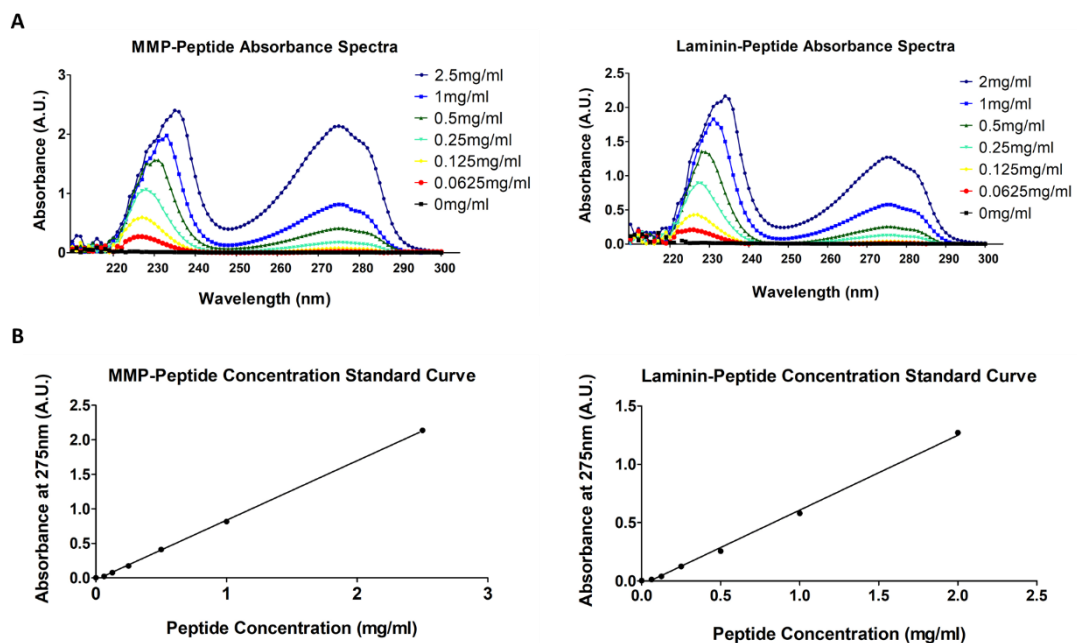 A
MMP-Peptide Absorbance Spectra
Absorbance (A.U.)
3
2
1
0
220 230 240 250 260 270 275 280 290 300
Wavelength (nm)
2.5mg/ml
1mg/ml
0.5mg/ml
0.25mg/ml
0.125mg/ml
0.0625mg/ml
0mg/ml
Laminin-Peptide Absorbance Spectra
Absorbance (A.U.)
2.5
2.0
1.5
1.0
0.5
0.0
220 230 240 250 260 270 275 280 290 300
Wavelength (nm)
2mg/ml
1mg/ml
0.5mg/ml
0.25mg/ml
0.125mg/ml
0.0625mg/ml
0mg/ml
B
MMP-Peptide Concentration Standard Curve
Absorbance at 275nm (A.U.)
2.5
2.0
1.5
1.0
0.5
0.0
0 1 2 3
Peptide Concentration (mg/ml)
Laminin-Peptide Concentration Standard Curve
Absorbance at 275nm (A.U.)
1.5
1.0
0.5
0.0
0.0 0.5 1.0 1.5 2.0 2.5
Peptide Concentration (mg/ml)